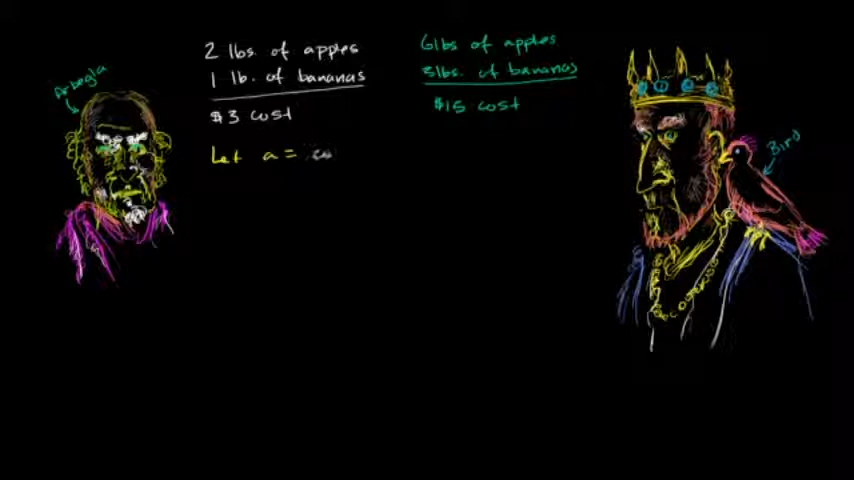 Arbegla
2 lbs. of apples
1 lb. of bananas
$3 cost
Let a =
6lbs of apples
3lbs. of bananas
$15 cost
Bird